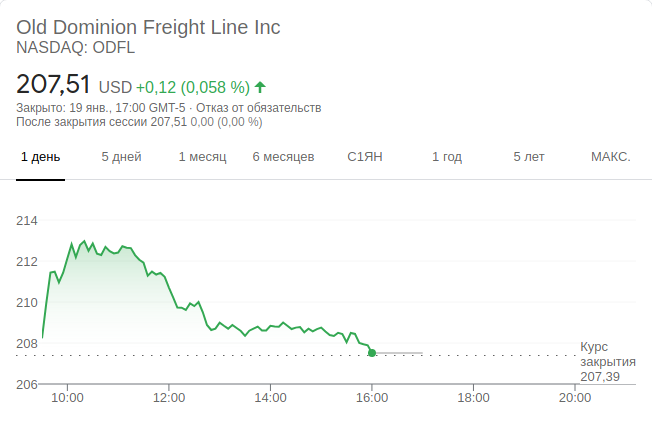 Old Dominion Freight Line Inc
NASDAQ: ODFL
207,51 USD +0,12 (0,058 %)
Закрыто: 19 янв., 17:00 GMT-5 · Отказ от обязательств
После закрытия сессии 207,51 0,00 (0,00 %)
1 день 5 дней 1 месяц 6 месяцев С1ЯН 1 год 5 лет МАКС.
214
212
210
208
Курс
закрытия
207,39
206
10:00 12:00 14:00 16:00 18:00 20:00